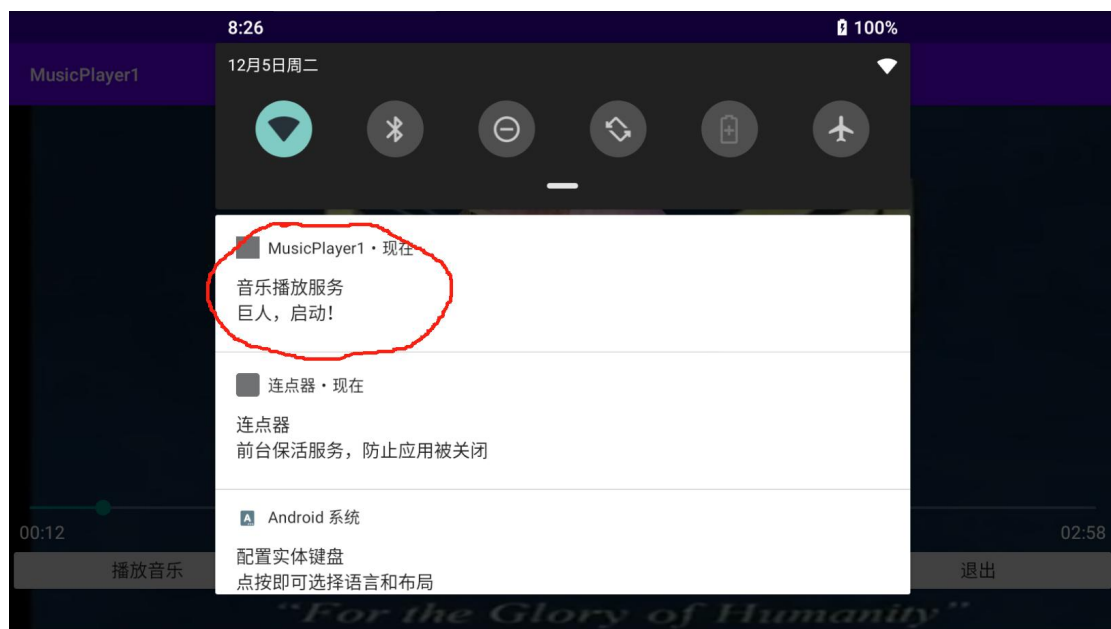 8:26
100%
MusicPlayer1
12月5日周二
MusicPlayer1 • 现在
音乐播放服务
巨人，启动！
连点器 • 现在
连点器
前台保活服务，防止应用被关闭
Android 系统
配置实体键盘
点按即可选择语言和布局
00:12
02:58
播放音乐
退出
“For the Glory of Humanity”